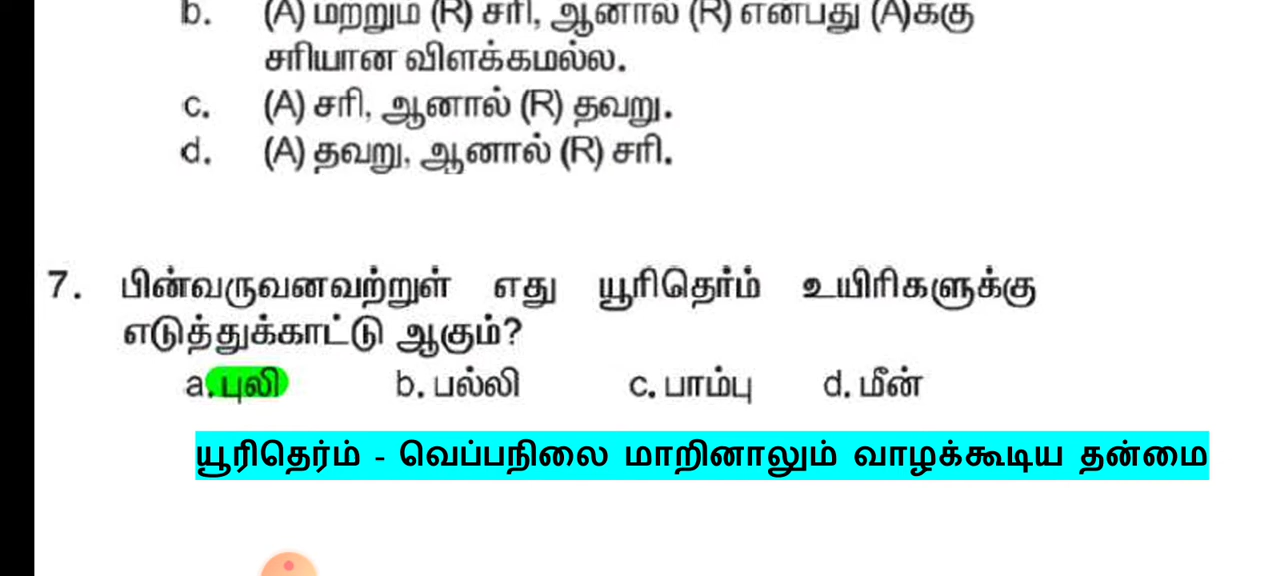 b. (A) மற்றும் (R) சரி, ஆனால் (R) என்பது (A)க்கு
சரியான விளக்கமல்ல.
c. (A) சரி, ஆனால் (R) தவறு.
d. (A) தவறு, ஆனால் (R) சரி.
7. பின்வருவனவற்றுள் எது யூரிதெர்ம் உயிரிகளுக்கு
எடுத்துக்காட்டு ஆகும்?
a. புலி b. பல்லி c. பாம்பு d. மீன்
யூரிதெர்ம் - வெப்பநிலை மாறினாலும் வாழக்கூடிய தன்மை